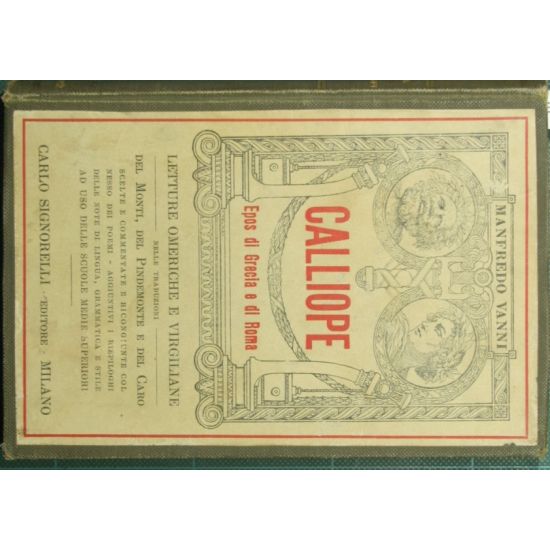 MANFREDO VANNI
CALLIOPE
Epos di Grecia e di Roma
LETTURE OMERICHE E VIRGILIANE
NELLE TRADUZIONI
DEL MONTI, DEL PINDEMONTE E DEL CARO
SCELTE E COMMENTATE E RICONGIUNTE COL
NESSO DEI POEMI - AGGIUNTIVI I RIEPILOGHI
DELLE NOTE DI LINGUA, GRAMMATICA E STILE
AD USO DELLE SCUOLE MEDIE SUPERIORI
CARLO SIGNORELLI - EDITORE - MILANO